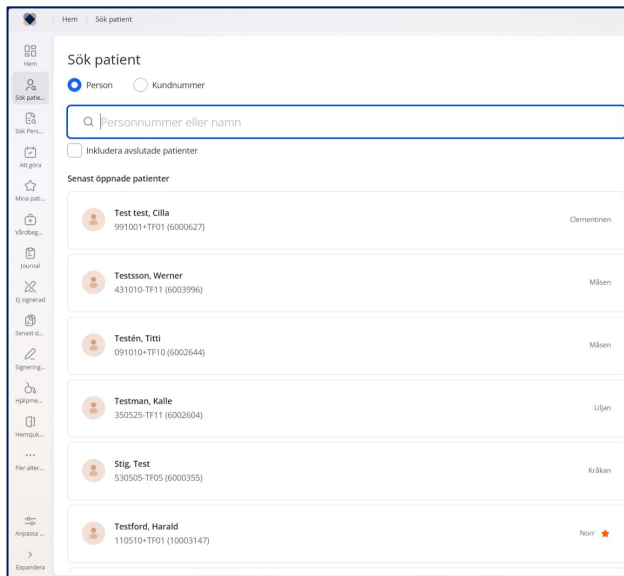 Hem | Sök patient
Hem
Sök patie...
Sök Pers...
Att göra
Mina pati...
Vårdbeg...
Journal
Ej signerad
Senast d...
Signering...
Hjälpme...
Hemsjuk...
Fler alter...
Anpassa ...
Expandera
Sök patient
Person
Kundnummer
Personnummer eller namn
Inkludera avslutade patienter
Senast öppnade patienter
Test test, Cilla
991001+TF01 (6000627)
Clementinen
Testsson, Werner
431010-TF11 (6003996)
Måsen
Testén, Titti
091010+TF10 (6002644)
Måsen
Testman, Kalle
350525-TF11 (6002604)
Liljan
Stig, Test
530505-TF05 (6000355)
Kråkan
Testford, Harald
110510+TF01 (10003147)
Norr